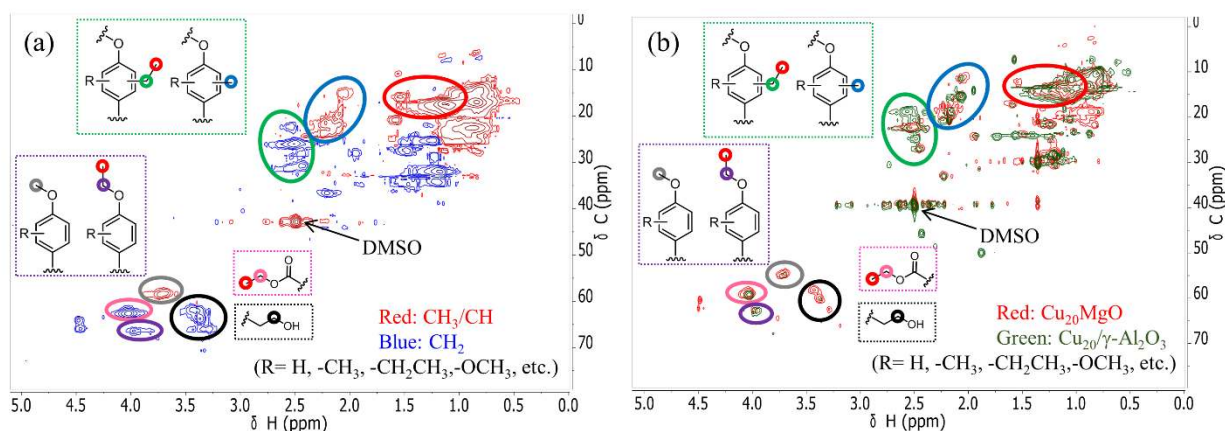 (a)
O
R
O
O
R
O
R
O
O
OH
DMSO
Red: CH₃/CH
Blue: CH₂
(R= H, -CH₃, -CH₂CH₃,-OCH₃, etc.)
0
10
20
30
40
50
60
70
δ C (ppm)
5.0 4.5 4.0 3.5 3.0 2.5 2.0 1.5 1.0 0.5 0.0
δ H (ppm)
(b)
O
R
O
O
R
O
R
O
O
OH
DMSO
Red: Cu₂₀MgO
Green: Cu₂₀/γ-Al₂O₃
(R= H, -CH₃, -CH₂CH₃,-OCH₃, etc.)
0
10
20
30
40
50
60
70
δ C (ppm)
5.0 4.5 4.0 3.5 3.0 2.5 2.0 1.5 1.0 0.5 0.0
δ H (ppm)